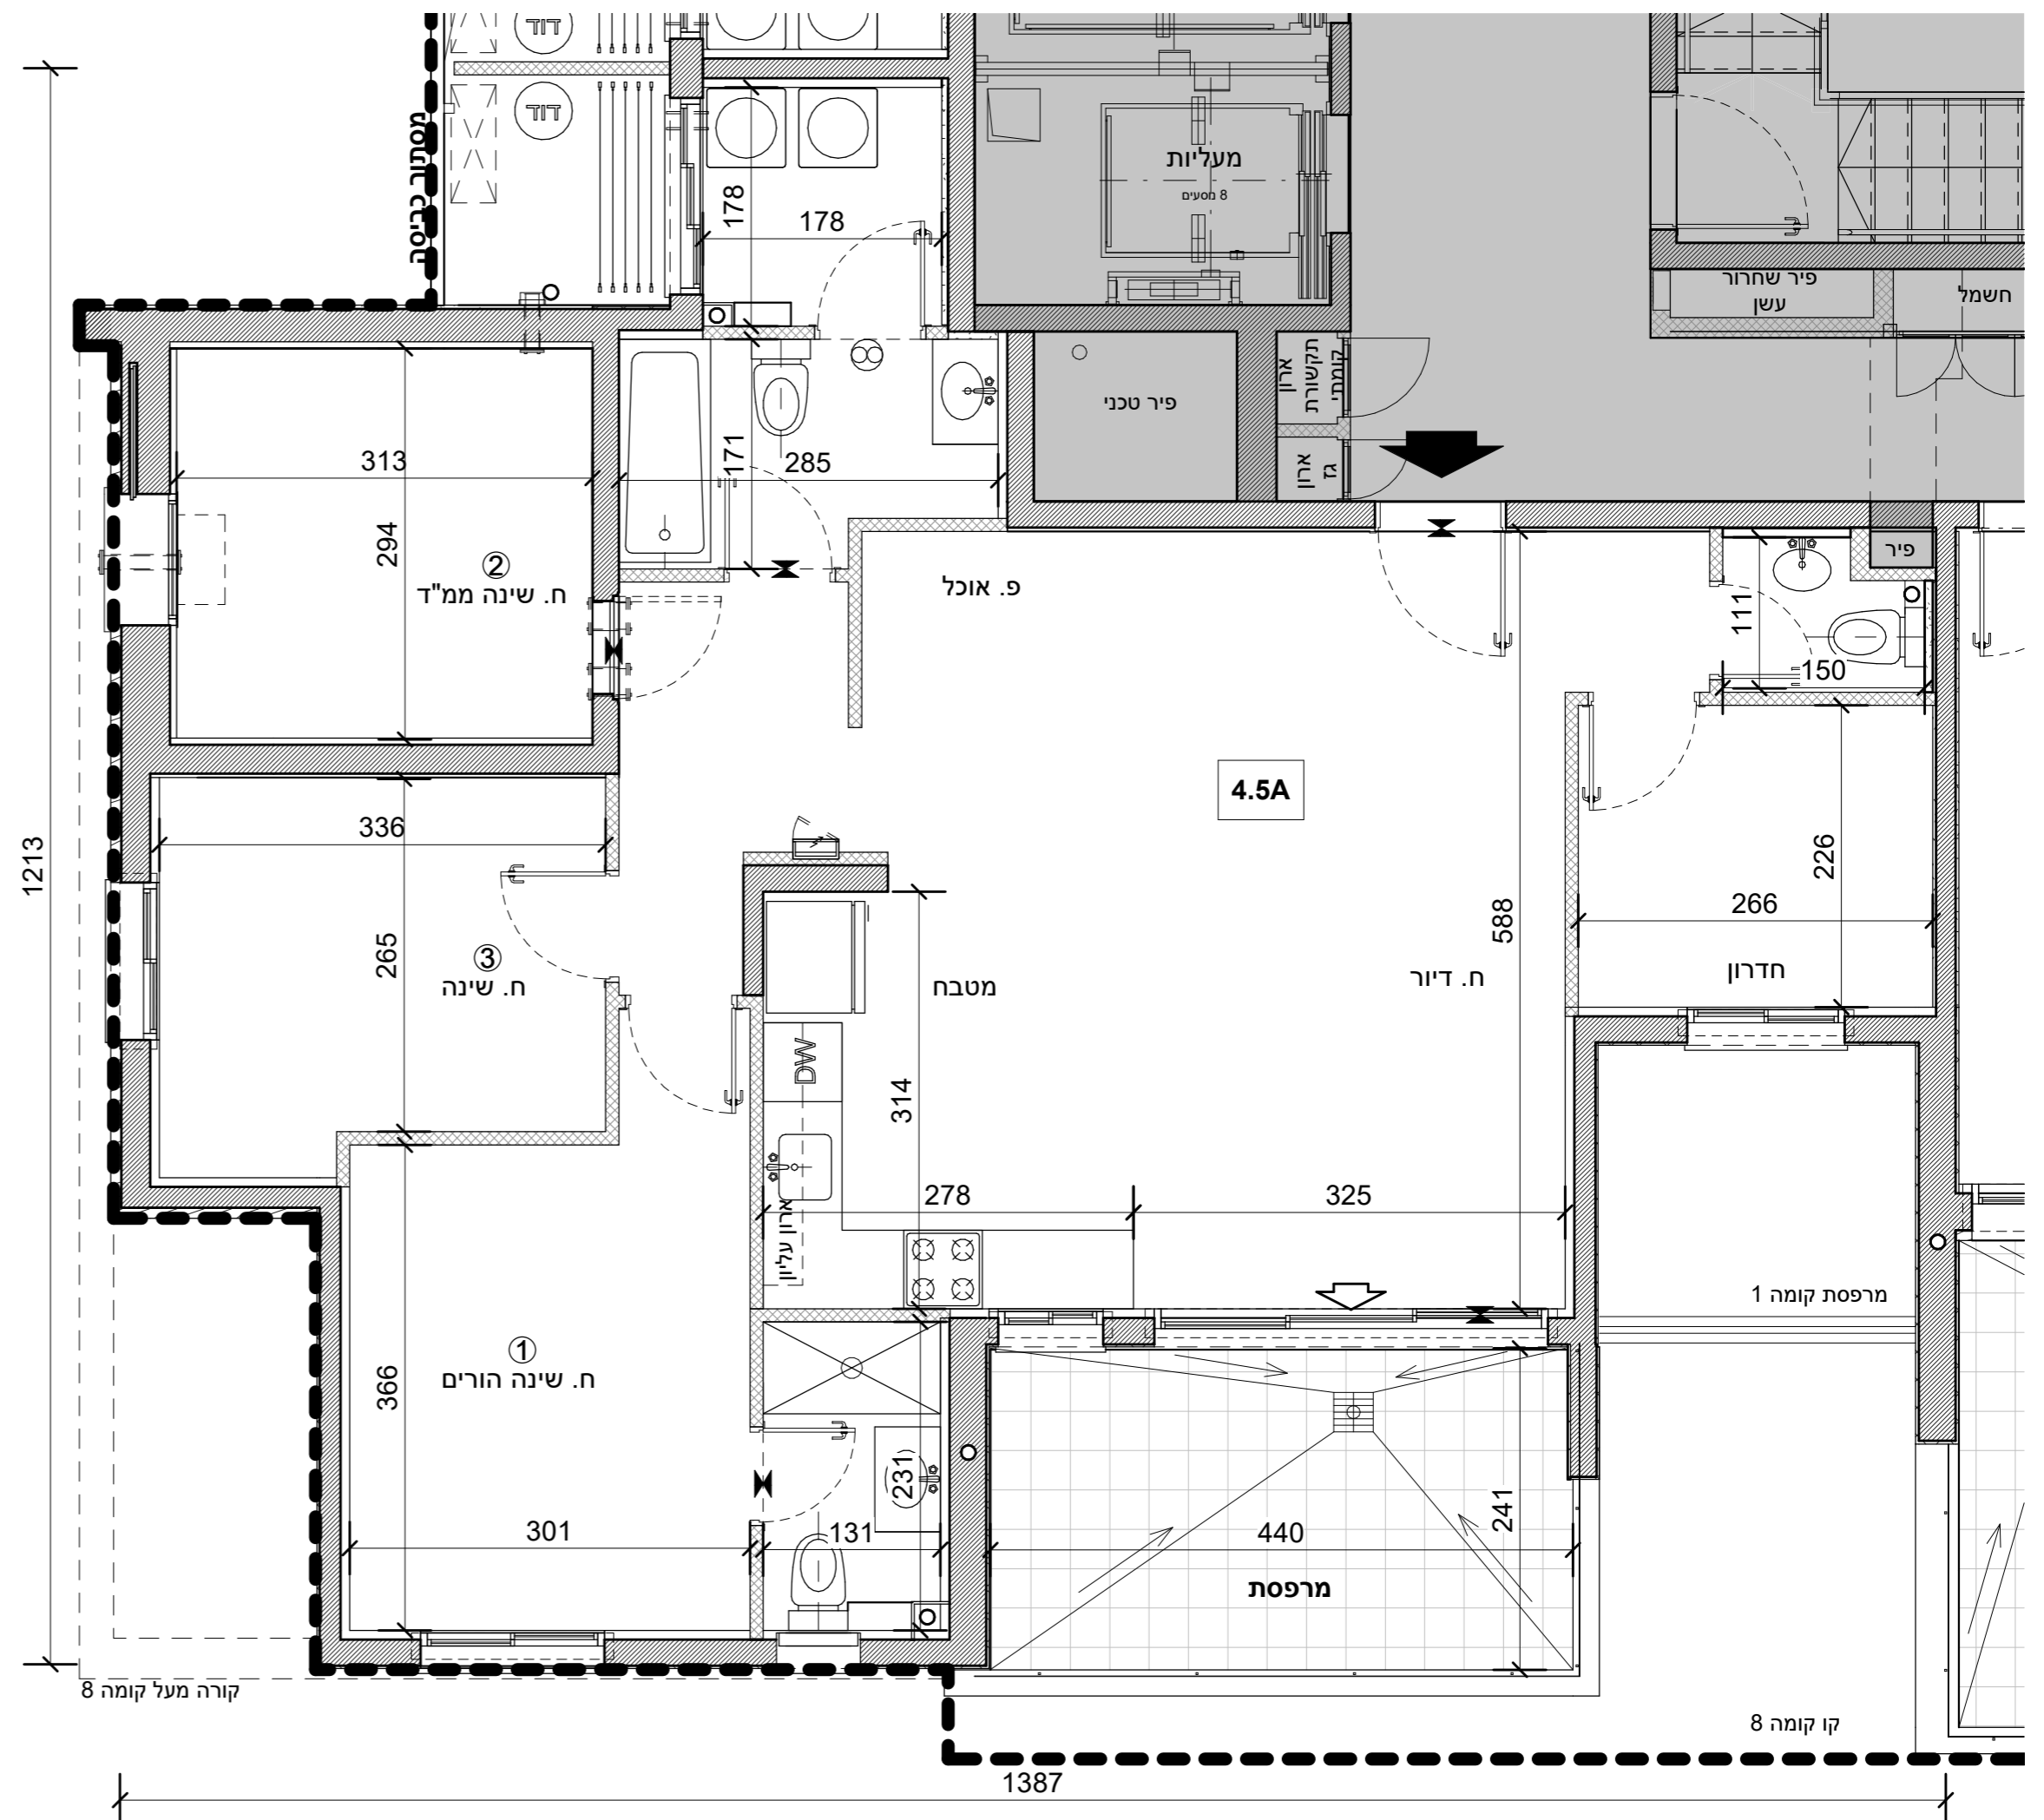 דוד
דוד
מסתור כביסה
178
178
מעליות
8 נוסעים
פיר שחרור
עשן
חשמל
ארון
תקשורת
קומתי
פיר טכני
ארון
גז
313
294
171
285
②
ח. שינה ממ"ד
פ. אוכל
פיר
111
150
4.5A
1213
336
265
③
ח. שינה
מטבח
314
DW
ארון עליון
278
325
588
ח. דיור
226
266
חדרון
מרפסת קומה 1
①
ח. שינה הורים
366
301
231
131
440
241
מרפסת
קורה מעל קומה 8
קו קומה 8
1387